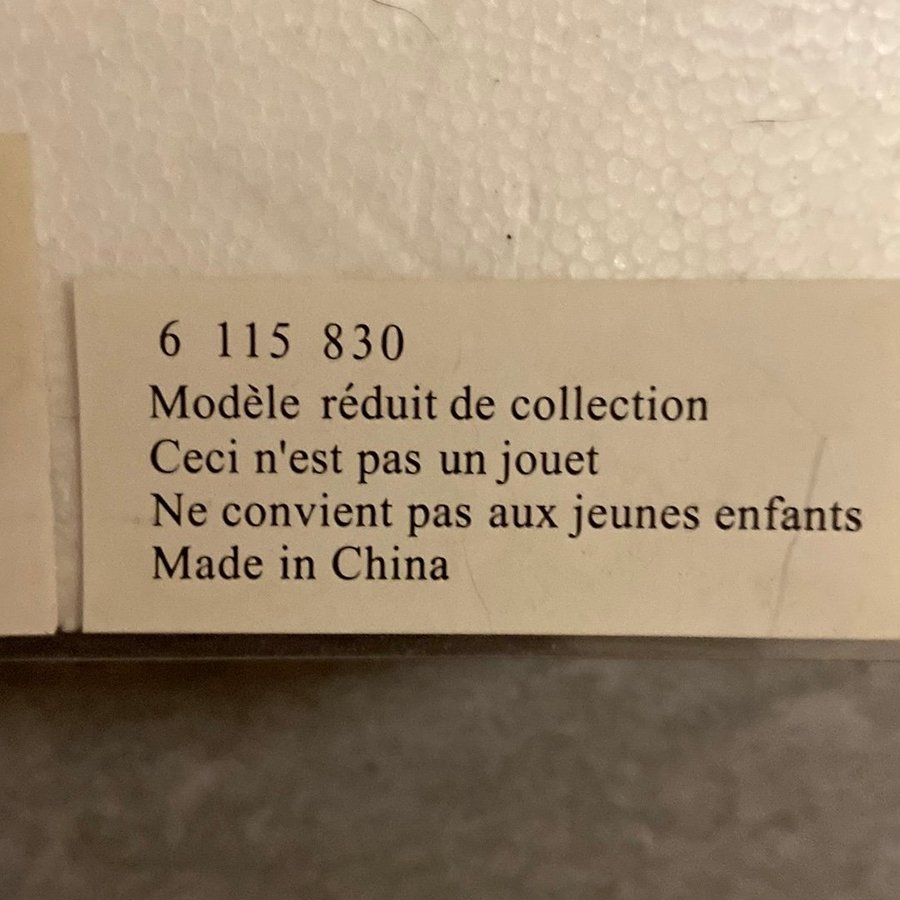 6 115 830
Modèle réduit de collection
Ceci n'est pas un jouet
Ne convient pas aux jeunes enfants
Made in China